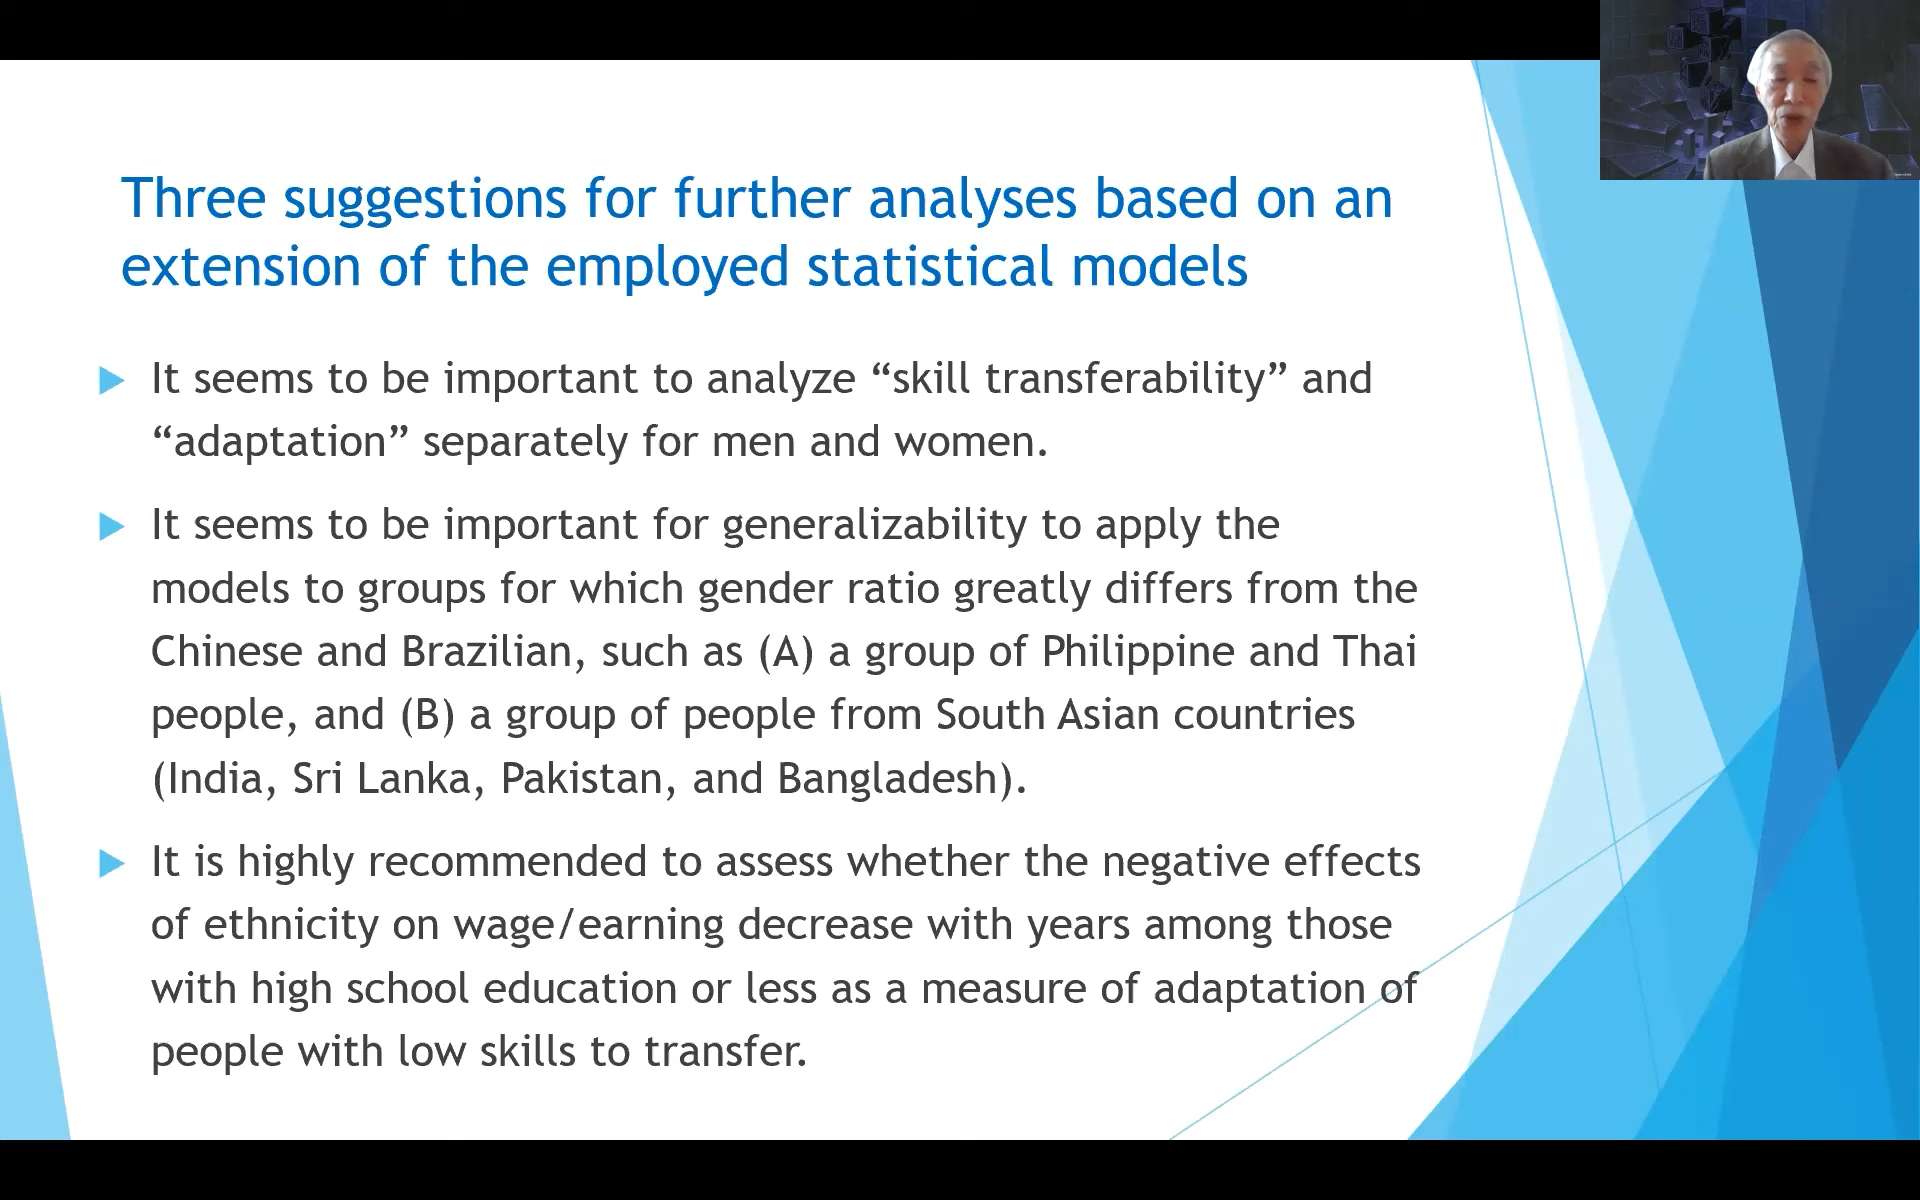 Three suggestions for further analyses based on an
extension of the employed statistical models
It seems to be important to analyze “skill transferability” and
“adaptation” separately for men and women.
It seems to be important for generalizability to apply the
models to groups for which gender ratio greatly differs from the
Chinese and Brazilian, such as (A) a group of Philippine and Thai
people, and (B) a group of people from South Asian countries
(India, Sri Lanka, Pakistan, and Bangladesh).
It is highly recommended to assess whether the negative effects
of ethnicity on wage/earning decrease with years among those
with high school education or less as a measure of adaptation of
people with low skills to transfer.